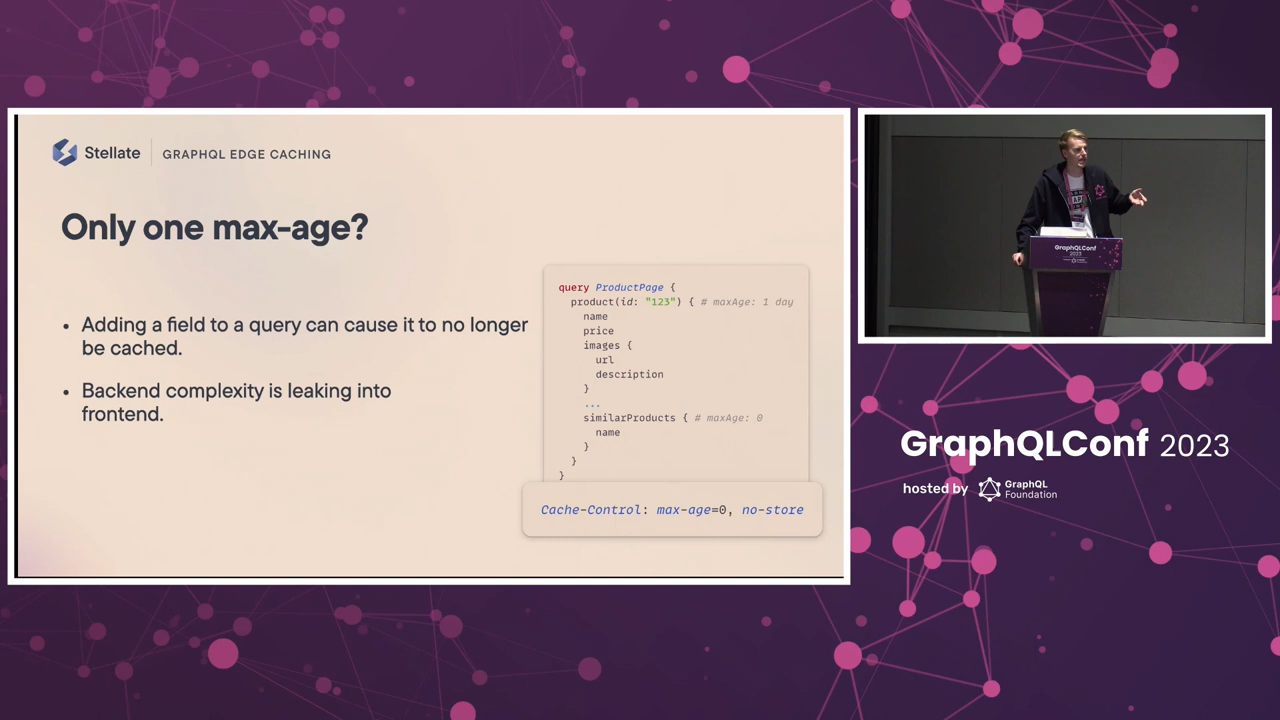 Stellate
GRAPHQL EDGE CACHING
Only one max-age?
• Adding a field to a query can cause it to no longer
be cached.
• Backend complexity is leaking into
frontend.
query ProductPage {
product(id: "123") { # maxAge: 1 day
name
price
images {
url
description
}
...
similarProducts { # maxAge: 0
name
}
}
}
Cache-Control: max-age=0, no-store
GraphQLConf
2023
GraphQLConf 2023
hosted by
GraphQL
Foundation